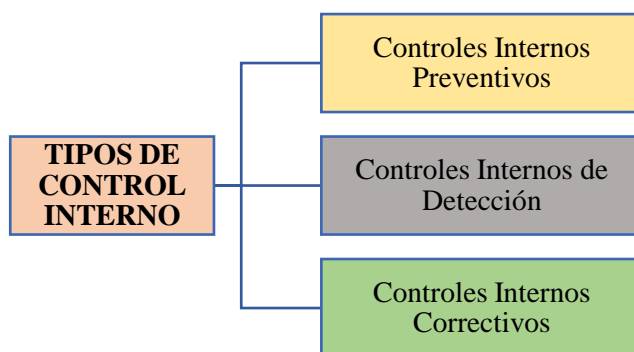 TIPOS DE
CONTROL
INTERNO
Controles Internos
Preventivos
Controles Internos de
Detección
Controles Internos
Correctivos